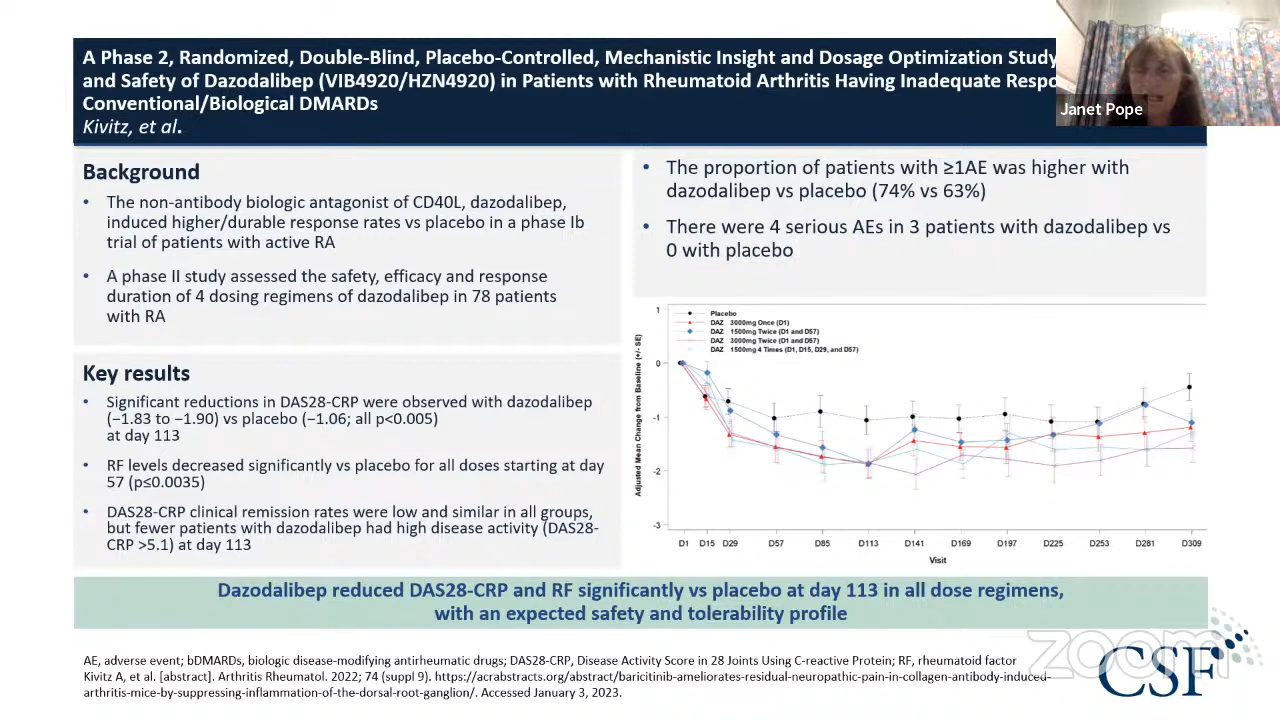 A Phase 2, Randomized, Double-Blind, Placebo-Controlled, Mechanistic Insight and Dosage Optimization Study
and Safety of Dazodalibep (VIB4920/HZN4920) in Patients with Rheumatoid Arthritis Having Inadequate Respo
Conventional/Biological DMARDs
Kivitz, et al.
Janet Pope
Background
• The non-antibody biologic antagonist of CD40L, dazodalibep,
induced higher/durable response rates vs placebo in a phase Ib
trial of patients with active RA
• A phase II study assessed the safety, efficacy and response
duration of 4 dosing regimens of dazodalibep in 78 patients
with RA
Key results
• Significant reductions in DAS28-CRP were observed with dazodalibep
(−1.83 to −1.90) vs placebo (−1.06; all p<0.005)
at day 113
• RF levels decreased significantly vs placebo for all doses starting at day
57 (p≤0.0035)
• DAS28-CRP clinical remission rates were low and similar in all groups,
but fewer patients with dazodalibep had high disease activity (DAS28-
CRP >5.1) at day 113
• The proportion of patients with ≥1AE was higher with
dazodalibep vs placebo (74% vs 63%)
• There were 4 serious AEs in 3 patients with dazodalibep vs
0 with placebo
Adjusted Mean Change from Baseline (+/- SE)
1
0
-1
-2
-3
Placebo
DAZ 3000mg Once (D1)
DAZ 1500mg Twice (D1 and D57)
DAZ 3000mg Twice (D1 and D57)
DAZ 1500mg 4 Times (D1, D15, D29, and D57)
D1 D15 D29 D57 D85 D113 D141 D169 D197 D225 D253 D281 D309
Visit
Dazodalibep reduced DAS28-CRP and RF significantly vs placebo at day 113 in all dose regimens,
with an expected safety and tolerability profile
AE, adverse event; bDMARDs, biologic disease-modifying antirheumatic drugs; DAS28-CRP, Disease Activity Score in 28 Joints Using C-reactive Protein; RF, rheumatoid factor
Kivitz A, et al. [abstract]. Arthritis Rheumatol. 2022; 74 (suppl 9). https://acrabstracts.org/abstract/baricitinib-ameliorates-residual-neuropathic-pain-in-collagen-antibody-induced-
arthritis-mice-by-suppressing-inflammation-of-the-dorsal-root-ganglion/. Accessed January 3, 2023.
zoom
CSF